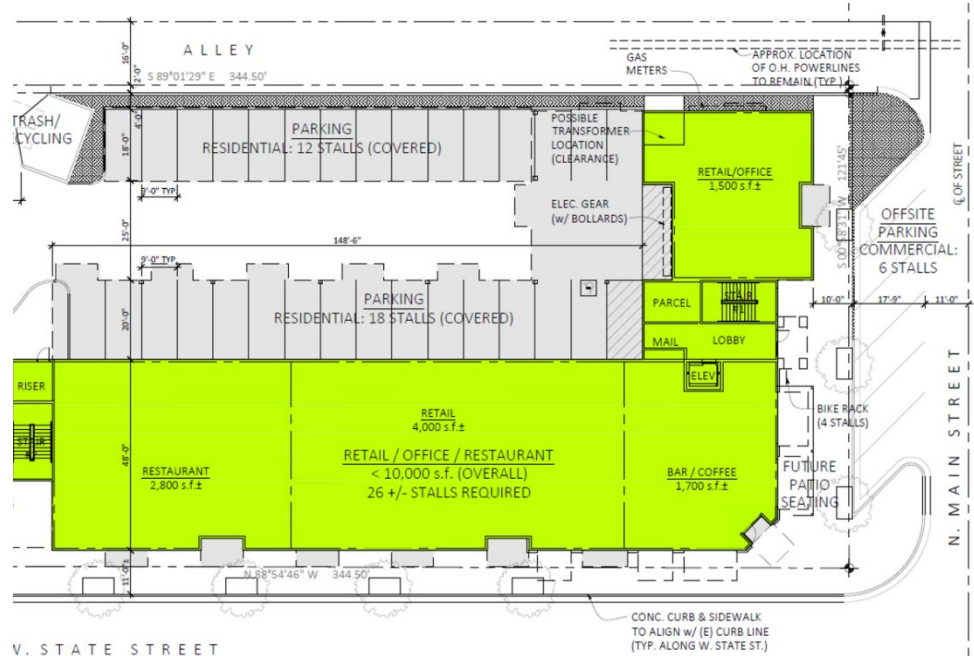 ALLEY
S 89°01'29" E 344.50'
16'-0"
2'-0"
GAS
METERS
APPROX. LOCATION
OF O.H. POWERLINES
TO REMAIN (TYP.)
TRASH/
CYCLING
4'-0"
18'-0"
PARKING
RESIDENTIAL: 12 STALLS (COVERED)
POSSIBLE
TRANSFORMER
LOCATION
(CLEARANCE)
RETAIL/OFFICE
1,500 s.f.±
S 00°58'31" W 121.45'
℄ OF STREET
9'-0" TYP
ELEC. GEAR
(w/ BOLLARDS)
OFFSITE
PARKING
COMMERCIAL:
6 STALLS
25'-0"
148'-6"
9'-0" TYP
PARKING
RESIDENTIAL: 18 STALLS (COVERED)
20'-0"
PARCEL
STAIR
#1
10'-0"
17'-9"
11'-0"
MAIL
LOBBY
ELEV
RISER
STAIR
BIKE RACK
(4 STALLS)
RETAIL
4,000 s.f.±
48'-0"
RETAIL / OFFICE / RESTAURANT
< 10,000 s.f. (OVERALL)
26 +/- STALLS REQUIRED
RESTAURANT
2,800 s.f.±
BAR / COFFEE
1,700 s.f.±
FUTURE
PATIO
SEATING
N. MAIN STREET
11'-0"±
N 88°54'46" W 344.50'
CONC. CURB & SIDEWALK
TO ALIGN w/ (E) CURB LINE
(TYP. ALONG W. STATE ST.)
W. STATE STREET